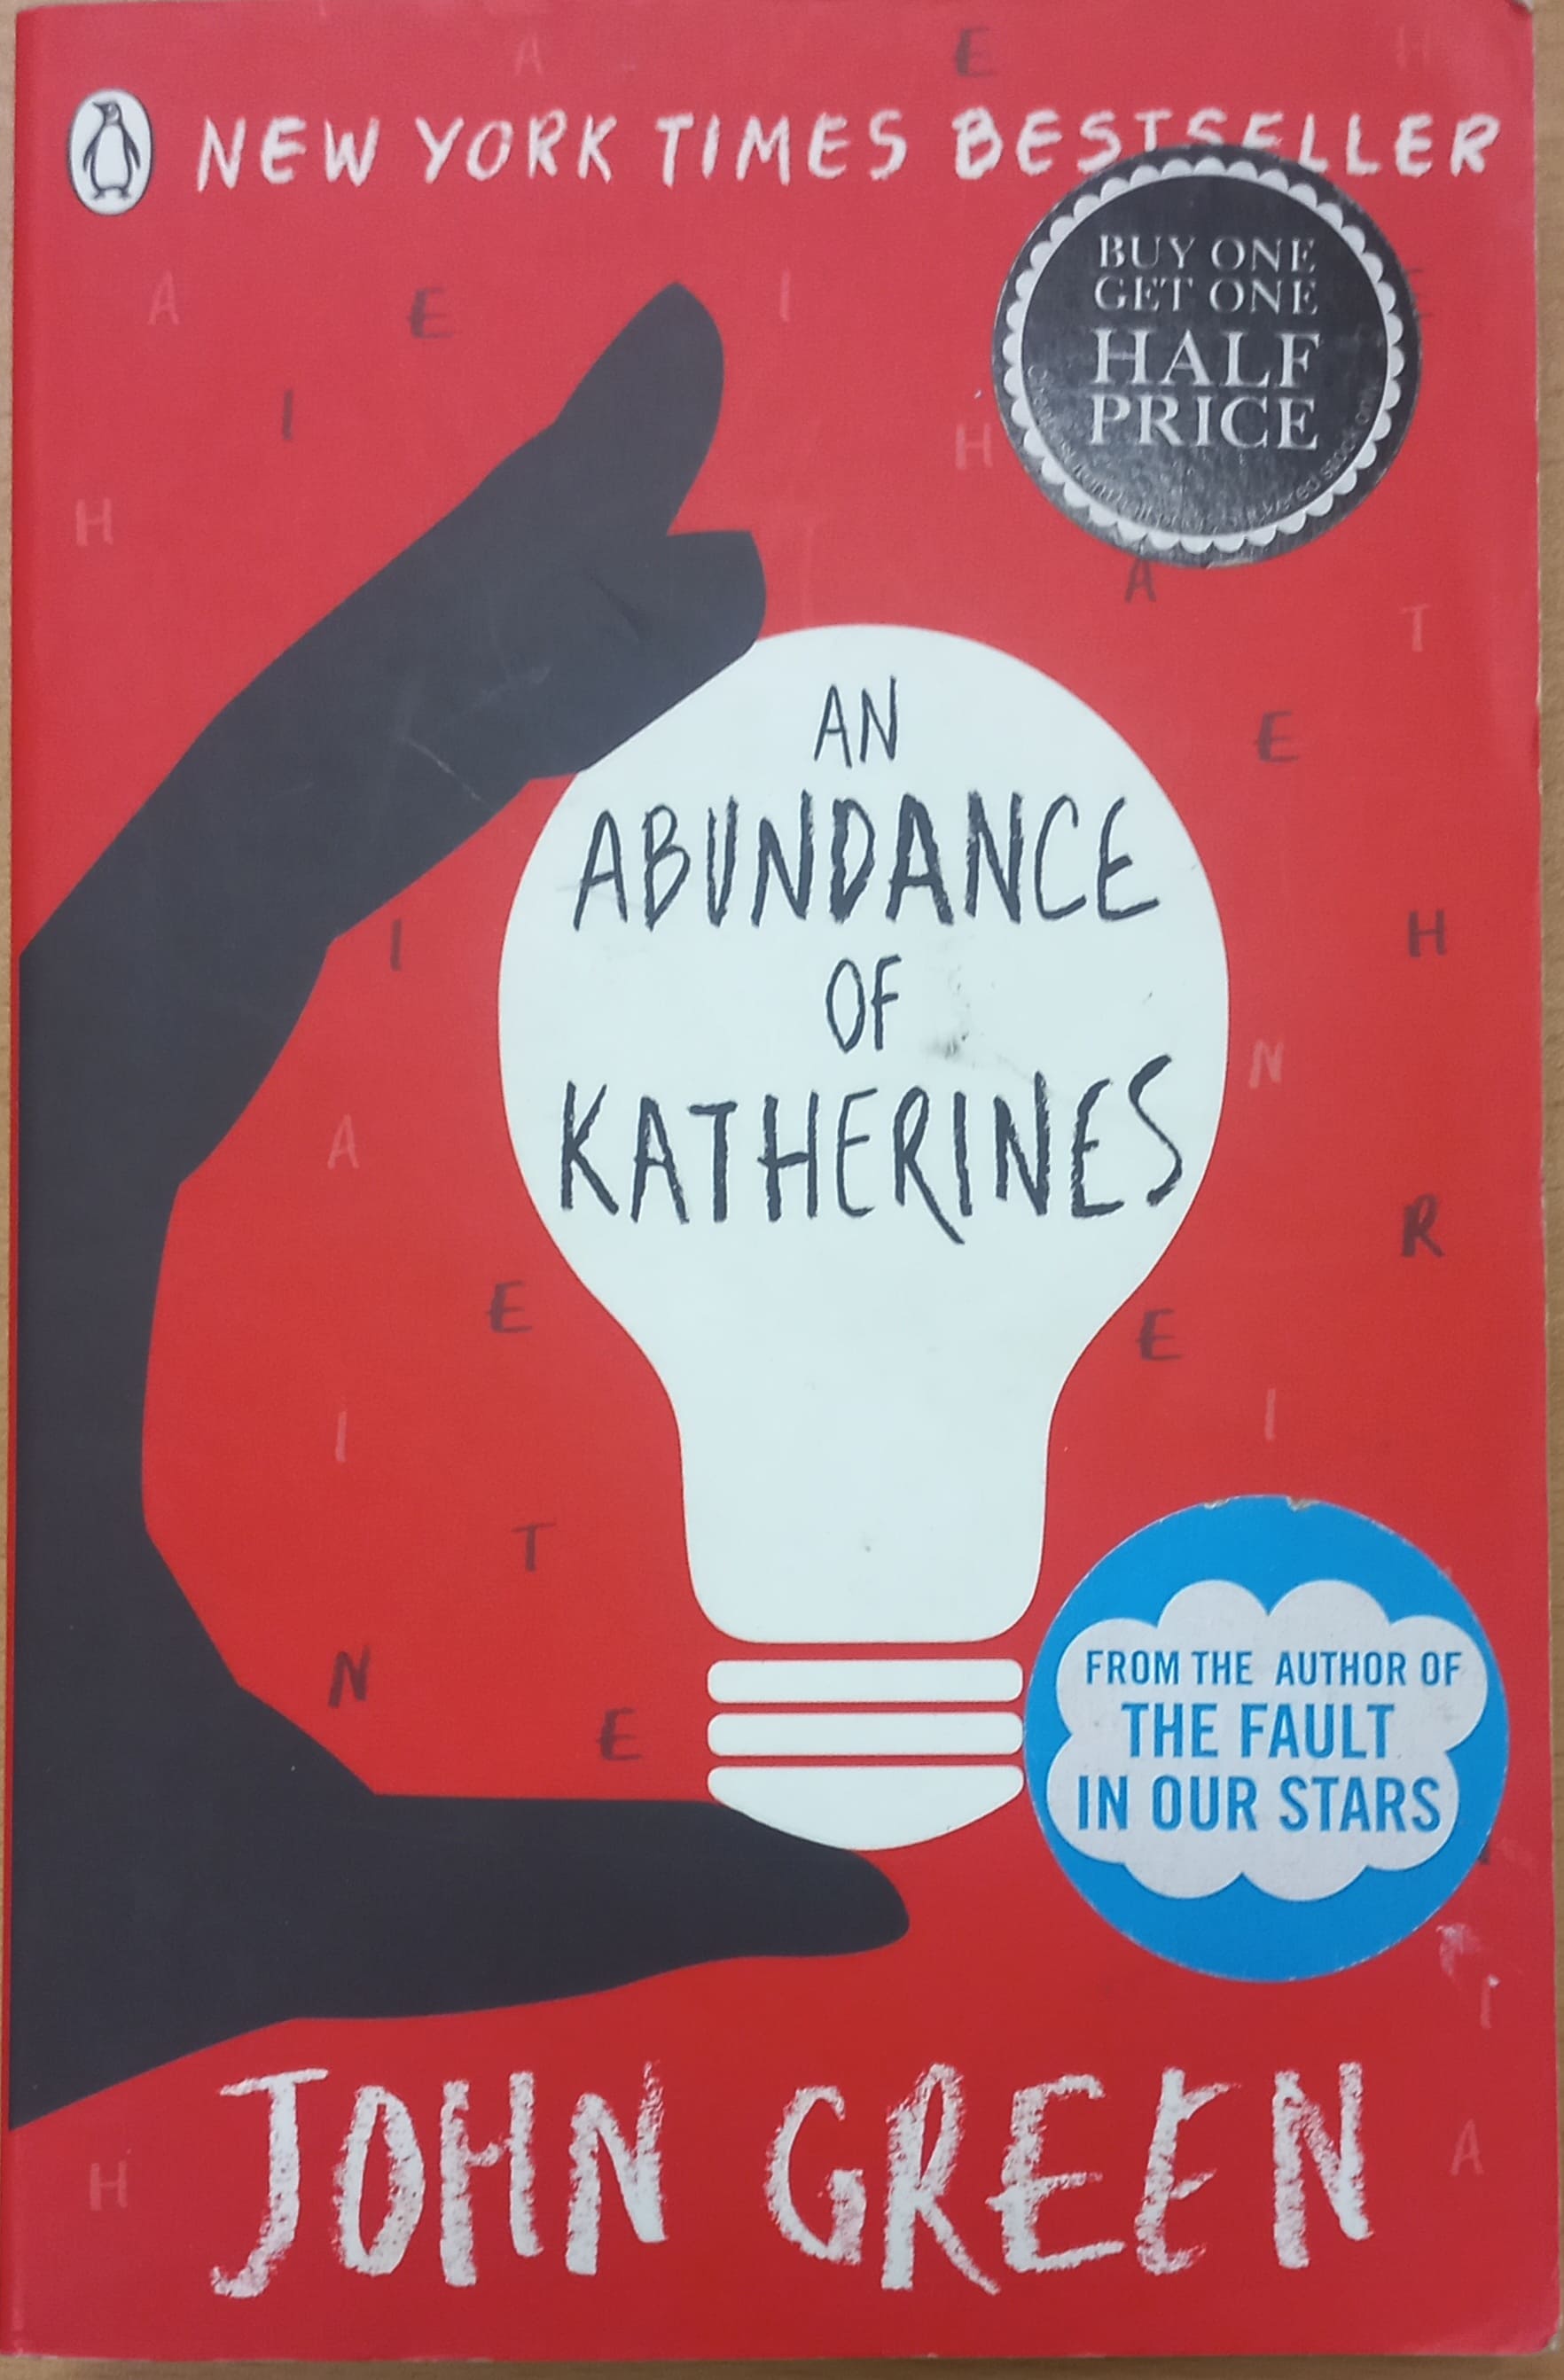 NEW YORK TIMES BESTSELLER
BUY ONE
GET ONE
HALF
PRICE
AN
ABUNDANCE
OF
KATHERINES
FROM THE AUTHOR OF
THE FAULT
IN OUR STARS
JOHN GREEN